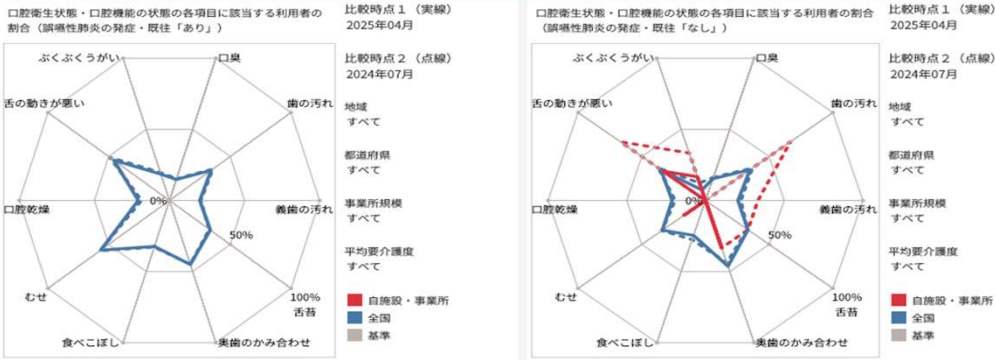 口腔衛生状態・口腔機能の状態の各項目に該当する利用者の
割合（誤嚥性肺炎の発症・既往「あり」）
ぶくぶくうがい
口臭
舌の動きが悪い
歯の汚れ
口腔乾燥
0%
義歯の汚れ
50%
むせ
100%
舌苔
食べこぼし
奥歯のかみ合わせ
比較時点１（実線）
2025年04月
比較時点２（点線）
2024年07月
地域
すべて
都道府県
すべて
事業所規模
すべて
平均要介護度
すべて
自施設・事業所
全国
基準
口腔衛生状態・口腔機能の状態の各項目に該当する利用者の割合
（誤嚥性肺炎の発症・既往「なし」）
ぶくぶくうがい
口臭
舌の動きが悪い
歯の汚れ
口腔乾燥
0%
義歯の汚れ
50%
むせ
100%
舌苔
食べこぼし
奥歯のかみ合わせ
比較時点１（実線）
2025年04月
比較時点２（点線）
2024年07月
地域
すべて
都道府県
すべて
事業所規模
すべて
平均要介護度
すべて
自施設・事業所
全国
基準